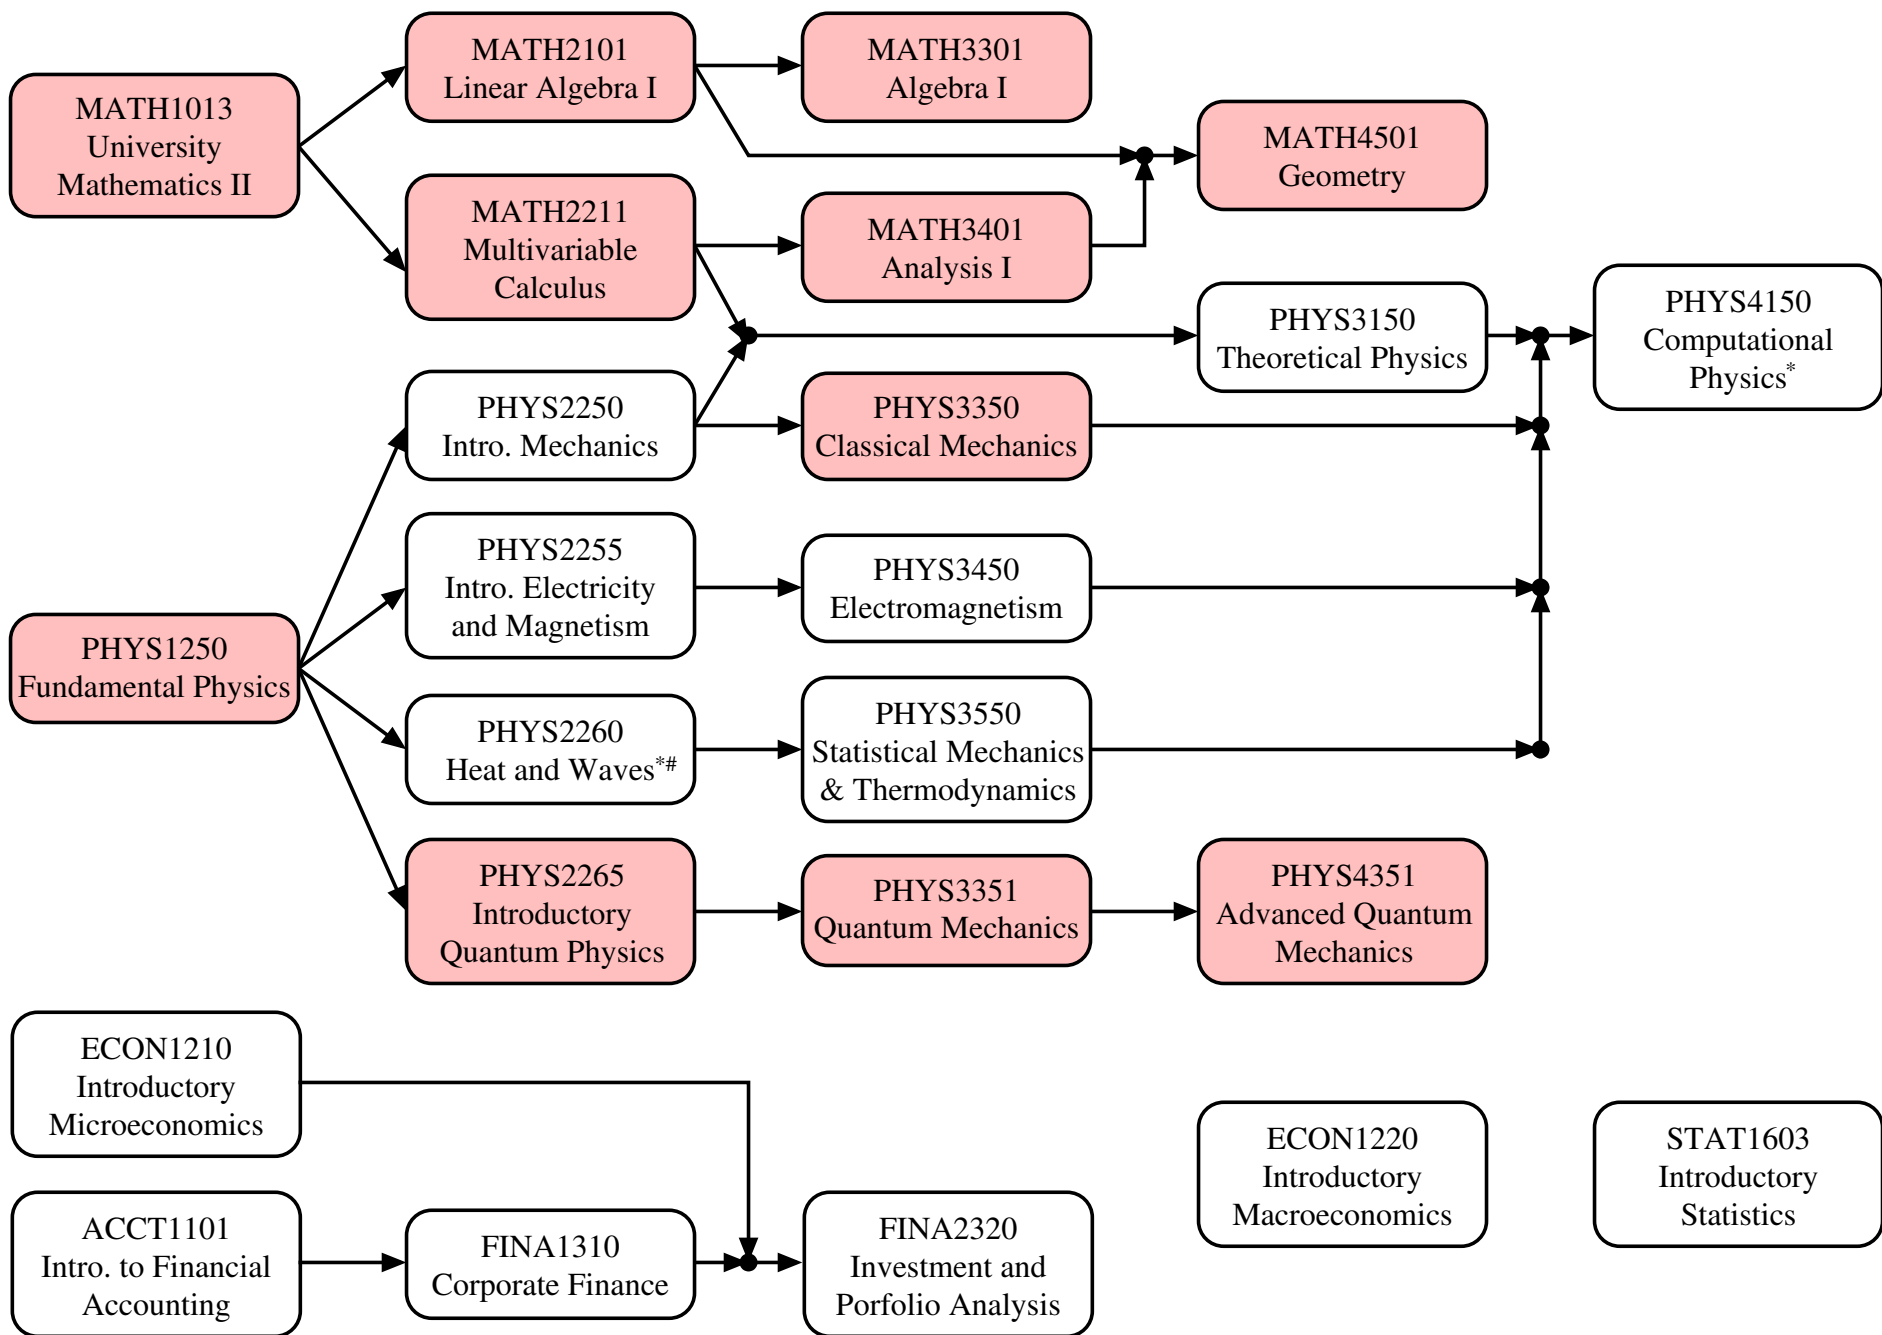 MATH1013
University
Mathematics II
MATH2101
Linear Algebra I
MATH3301
Algebra I
MATH4501
Geometry
MATH2211
Multivariable
Calculus
MATH3401
Analysis I
PHYS3150
Theoretical Physics
PHYS4150
Computational
Physics*
PHYS2250
Intro. Mechanics
PHYS3350
Classical Mechanics
PHYS2255
Intro. Electricity
and Magnetism
PHYS3450
Electromagnetism
PHYS1250
Fundamental Physics
PHYS2260
Heat and Waves*#
PHYS3550
Statistical Mechanics
& Thermodynamics
PHYS2265
Introductory
Quantum Physics
PHYS3351
Quantum Mechanics
PHYS4351
Advanced Quantum
Mechanics
ECON1210
Introductory
Microeconomics
ECON1220
Introductory
Macroeconomics
STAT1603
Introductory
Statistics
ACCT1101
Intro. to Financial
Accounting
FINA1310
Corporate Finance
FINA2320
Investment and
Porfolio Analysis